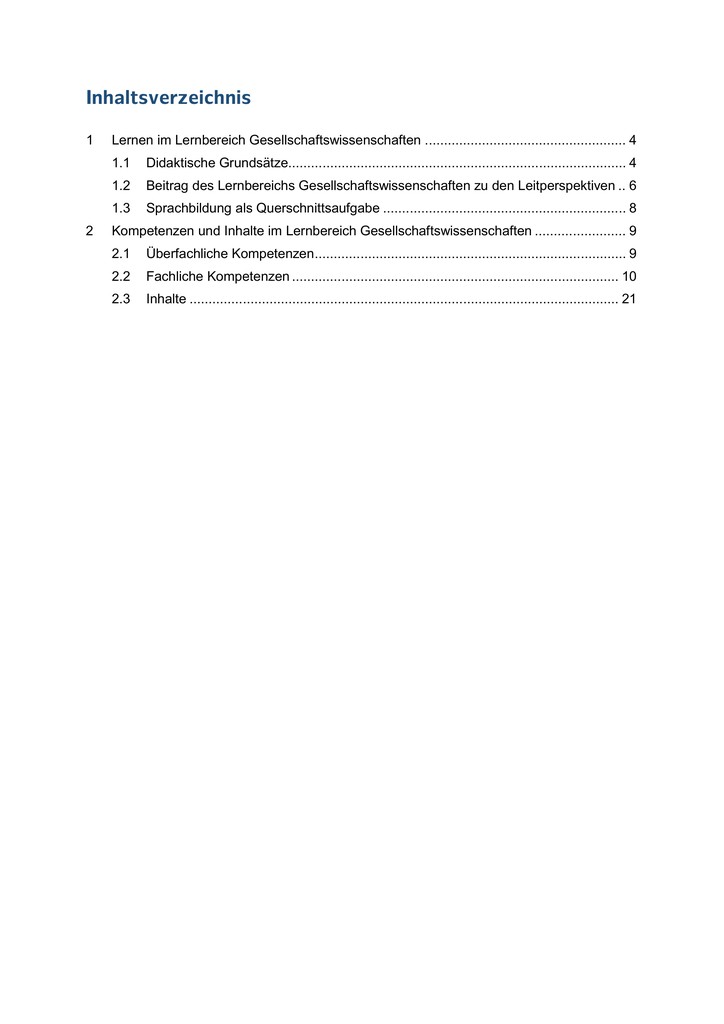 Inhaltsverzeichnis
1 Lernen im Lernbereich Gesellschaftswissenschaften ..................................................... 4
1.1 Didaktische Grundsätze......................................................................................... 4
1.2 Beitrag des Lernbereichs Gesellschaftswissenschaften zu den Leitperspektiven .. 6
1.3 Sprachbildung als Querschnittsaufgabe ................................................................ 8
2 Kompetenzen und Inhalte im Lernbereich Gesellschaftswissenschaften ........................ 9
2.1 Überfachliche Kompetenzen.................................................................................. 9
2.2 Fachliche Kompetenzen ...................................................................................... 10
2.3 Inhalte ................................................................................................................. 21